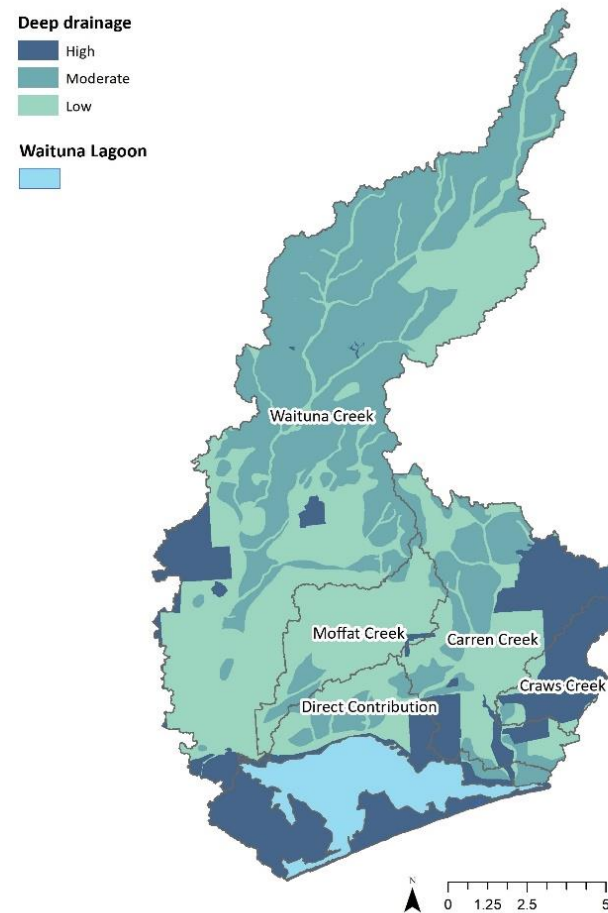 Deep drainage
High
Moderate
Low
Waituna Lagoon
Waituna Creek
Moffat Creek
Carren Creek
Craws Creek
Direct Contribution
N
0 1.25 2.5 5